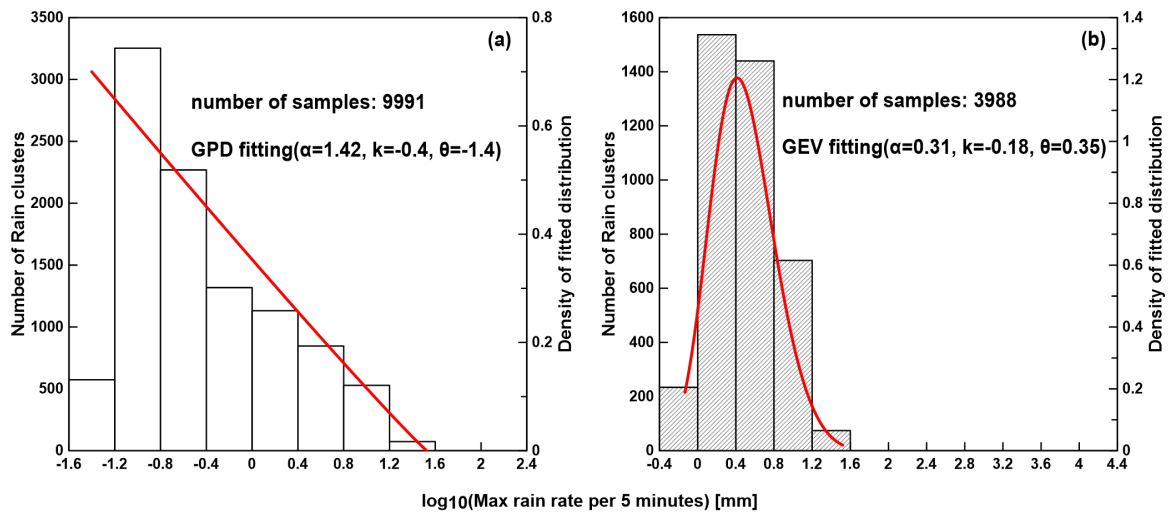 (a)
number of samples: 9991
GPD fitting(α=1.42, k=-0.4, θ=-1.4)
Number of Rain clusters
3500
3000
2500
2000
1500
1000
500
0
0.8
0.6
0.4
0.2
0
Density of fitted distribution
-1.6 -1.2 -0.8 -0.4 0 0.4 0.8 1.2 1.6 2 2.4
(b)
number of samples: 3988
GEV fitting(α=0.31, k=-0.18, θ=0.35)
Number of Rain clusters
1600
1400
1200
1000
800
600
400
200
0
1.4
1.2
1
0.8
0.6
0.4
0.2
0
Density of fitted distribution
-0.4 0 0.4 0.8 1.2 1.6 2 2.4 2.8 3.2 3.6 4 4.4
log10(Max rain rate per 5 minutes) [mm]